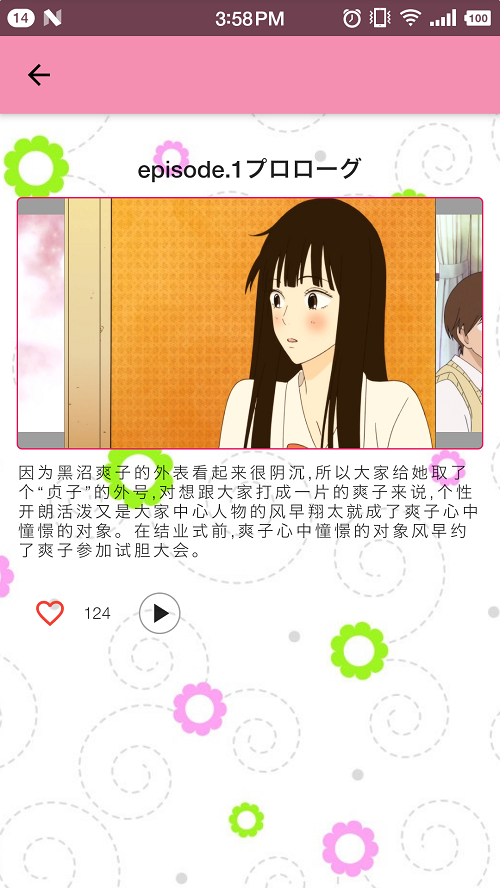 14
3:58PM
100
episode.1プロローグ
因为黑沼爽子的外表看起来很阴沉,所以大家给她取了
个“贞子”的外号,对想跟大家打成一片的爽子来说,个性
开朗活泼又是大家中心人物的风早翔太就成了爽子心中
憧憬的对象。在结业式前,爽子心中憧憬的对象风早约
了爽子参加试胆大会。
124